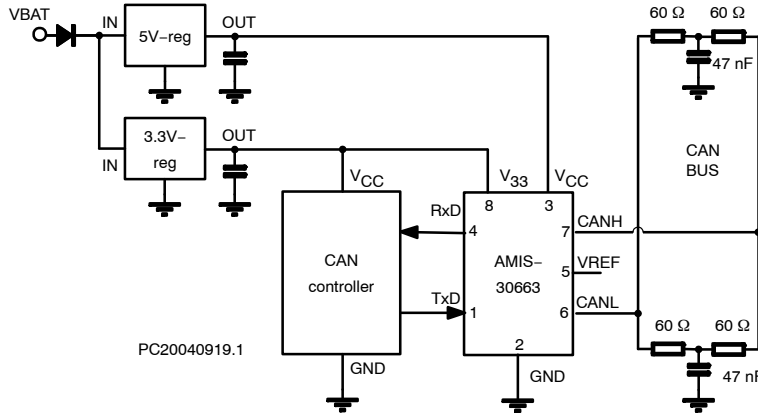 VBAT
IN
5V−reg
OUT
60 Ω
60 Ω
47 nF
IN
3.3V−
reg
OUT
CAN
BUS
VCC
V33
VCC
8
3
RxD
4
7
CANH
CAN
controller
AMIS−
30663
5
VREF
TxD
1
6
CANL
2
GND
GND
60 Ω
60 Ω
47 nF
PC20040919.1